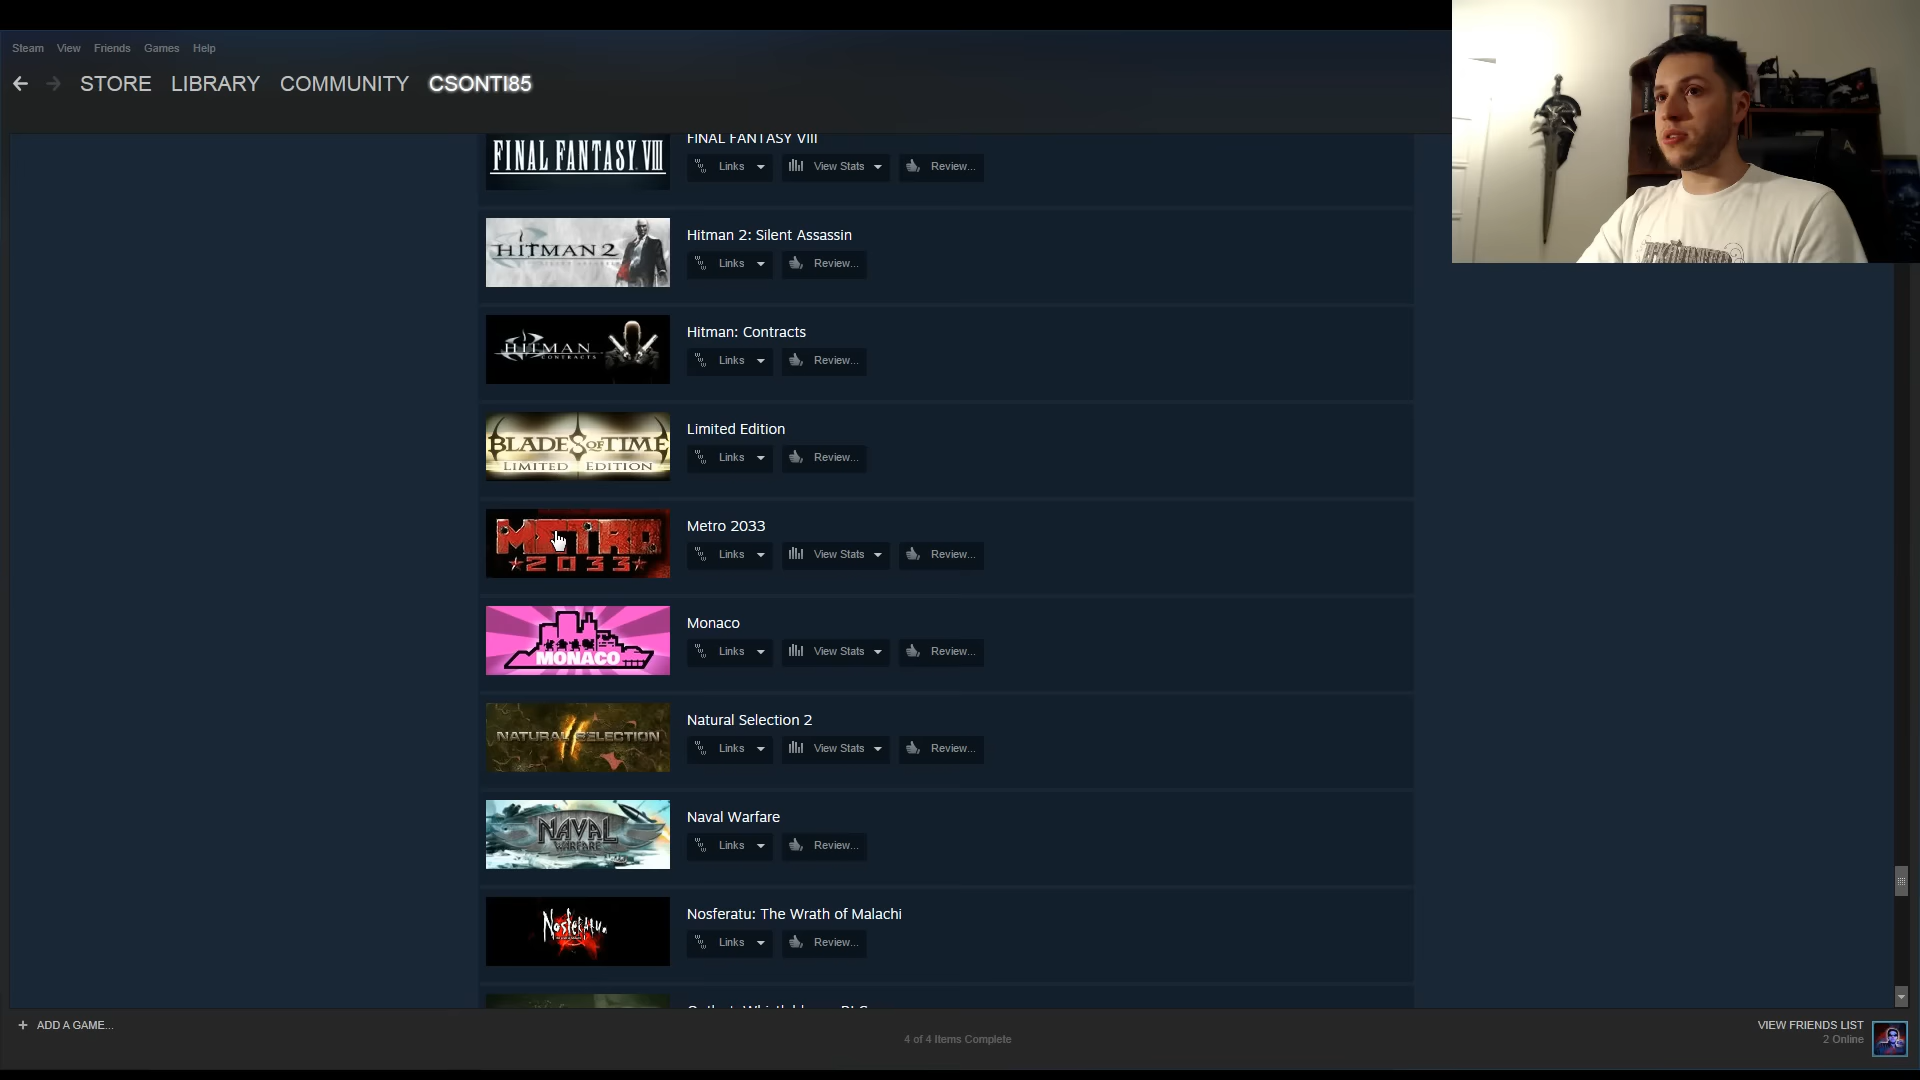 Steam View Friends Games Help
STORE LIBRARY COMMUNITY CSONTI85
FINAL FANTASY VIII
FINAL FANTASY VIII
Links View Stats Review...
HITMAN 2
Hitman 2: Silent Assassin
Links Review...
HITMAN
CONTRACTS
Hitman: Contracts
Links Review...
BLADES OF TIME
LIMITED EDITION
Limited Edition
Links Review...
METRO
2033
Metro 2033
Links View Stats Review...
MONACO
Monaco
Links View Stats Review...
NATURAL SELECTION
Natural Selection 2
Links View Stats Review...
NAVAL
WARFARE
Naval Warfare
Links Review...
Nosferatu
Nosferatu: The Wrath of Malachi
Links Review...
+ ADD A GAME...
4 of 4 Items Complete
VIEW FRIENDS LIST
2 Online